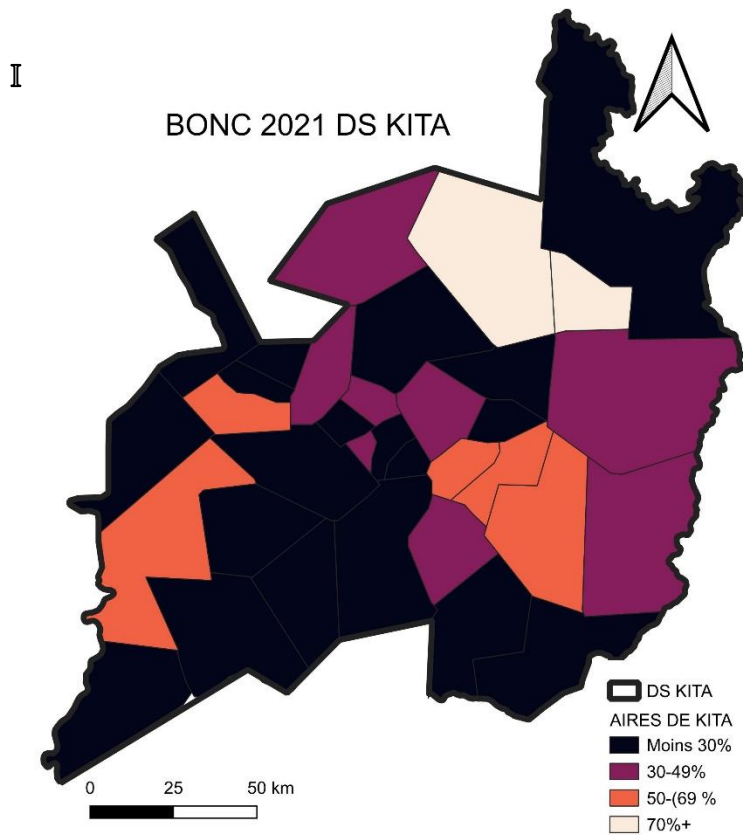 𝕀
BONC 2021 DS KITA
DS KITA
AIRES DE KITA
Moins 30%
30-49%
50-(69 %
70%+
0 25 50 km